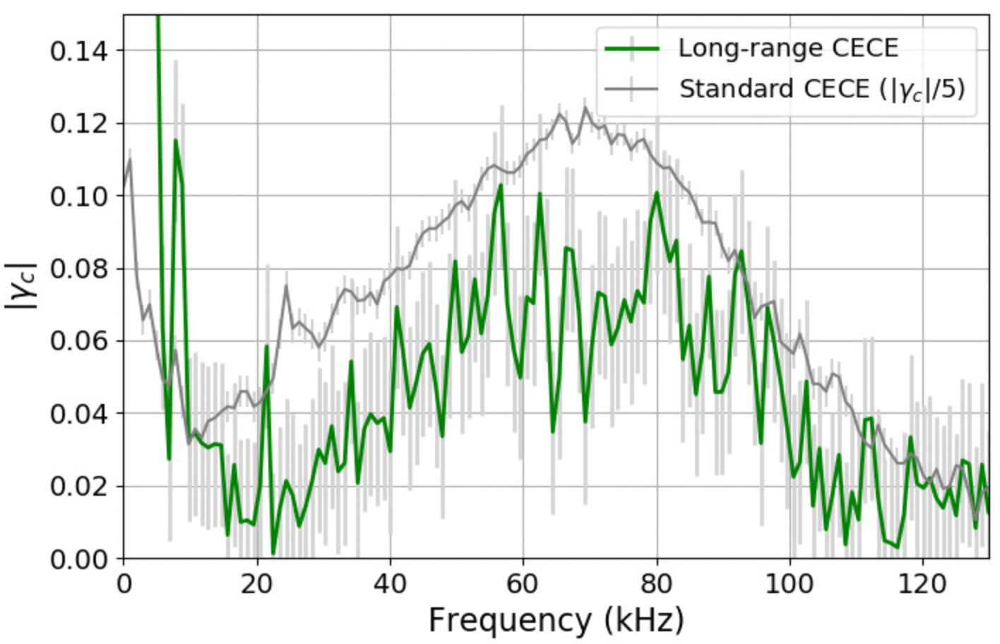 Long-range CECE
Standard CECE (|γc|/5)
|γc|
0.14
0.12
0.10
0.08
0.06
0.04
0.02
0.00
0 20 40 60 80 100 120
Frequency (kHz)